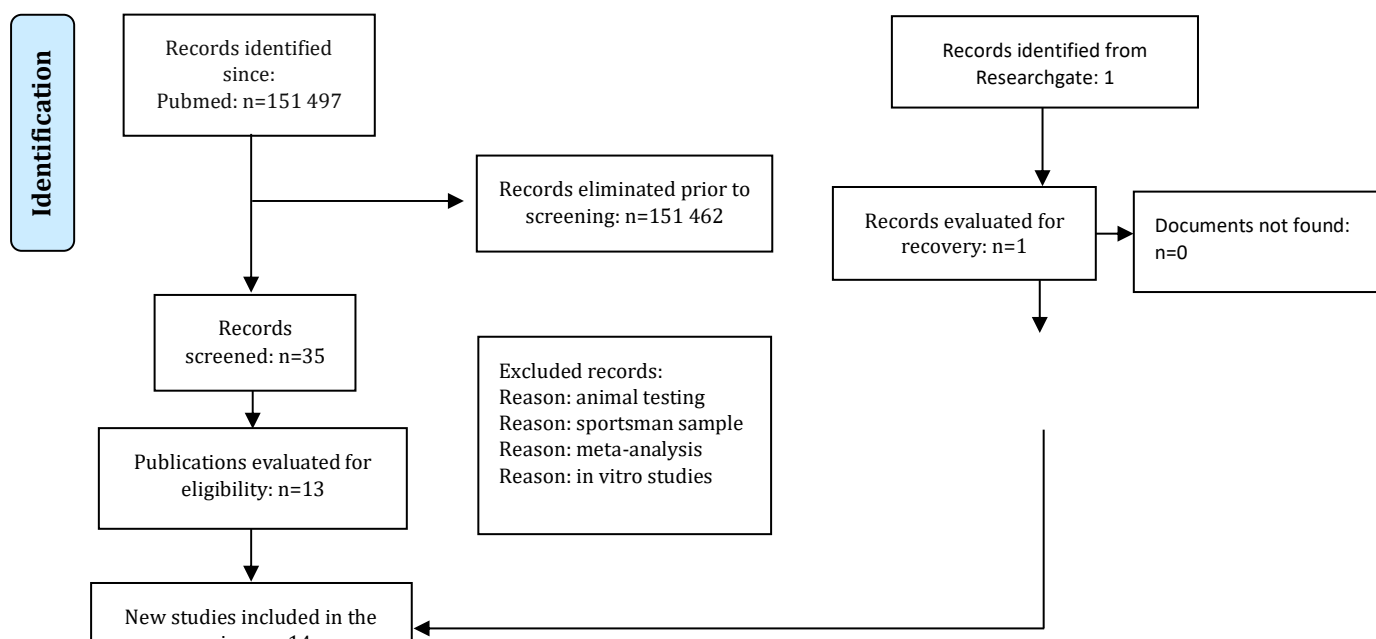 Identification
Records identified
since:
Pubmed: n=151 497
Records identified from
Researchgate: 1
Records eliminated prior to
screening: n=151 462
Records evaluated for
recovery: n=1
Documents not found:
n=0
Records
screened: n=35
Excluded records:
Reason: animal testing
Reason: sportsman sample
Reason: meta-analysis
Reason: in vitro studies
Publications evaluated for
eligibility: n=13
New studies included in the